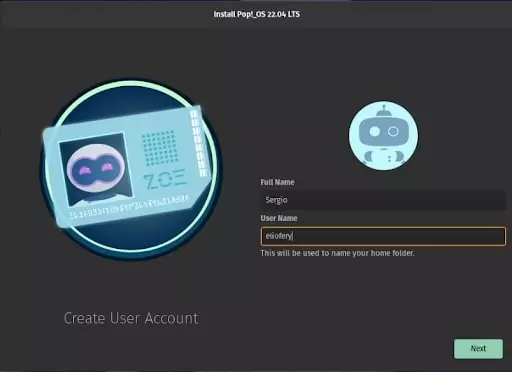 Install Pop!_OS 22.04 LTS
ZOE
Create User Account
Full Name
Sergio
User Name
eliofery
This will be used to name your home folder.
Next